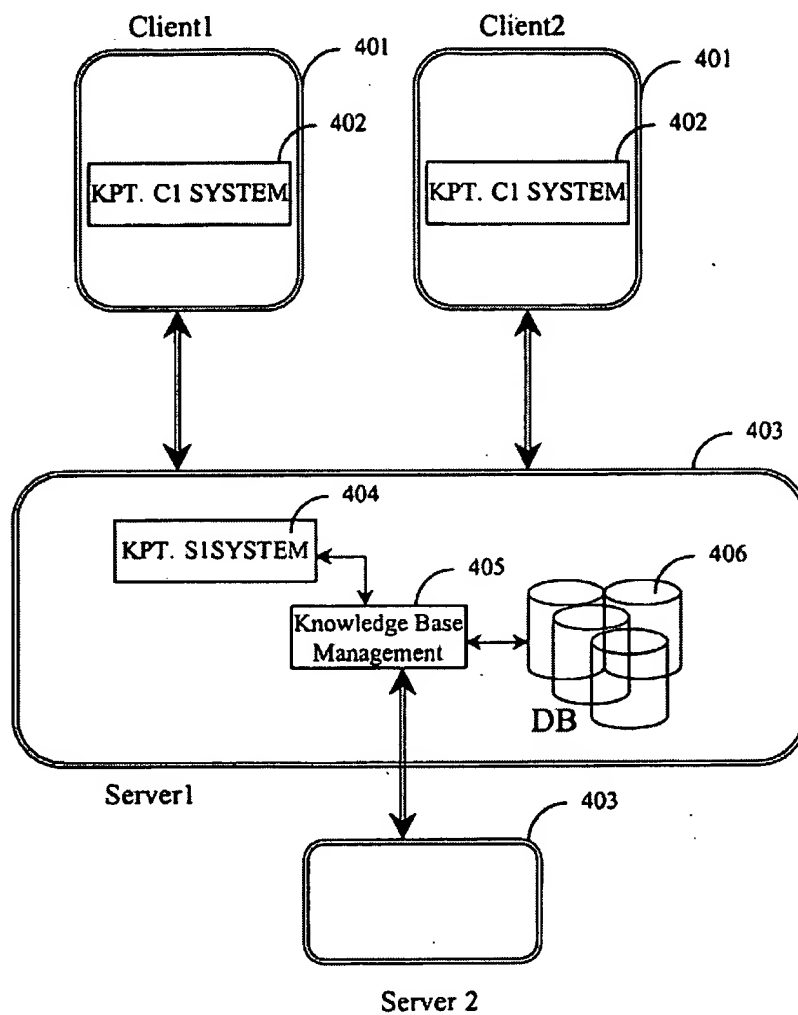 Client1
Client2
401
401
402
402
KPT. C1 SYSTEM
KPT. C1 SYSTEM
403
404
KPT. S1SYSTEM
405
406
Knowledge Base
Management
DB
Server1
403
Server 2